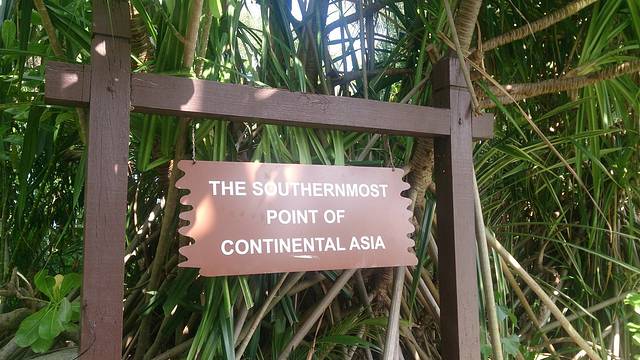 THE SOUTHERNMOST
POINT OF
CONTINENTAL ASIA